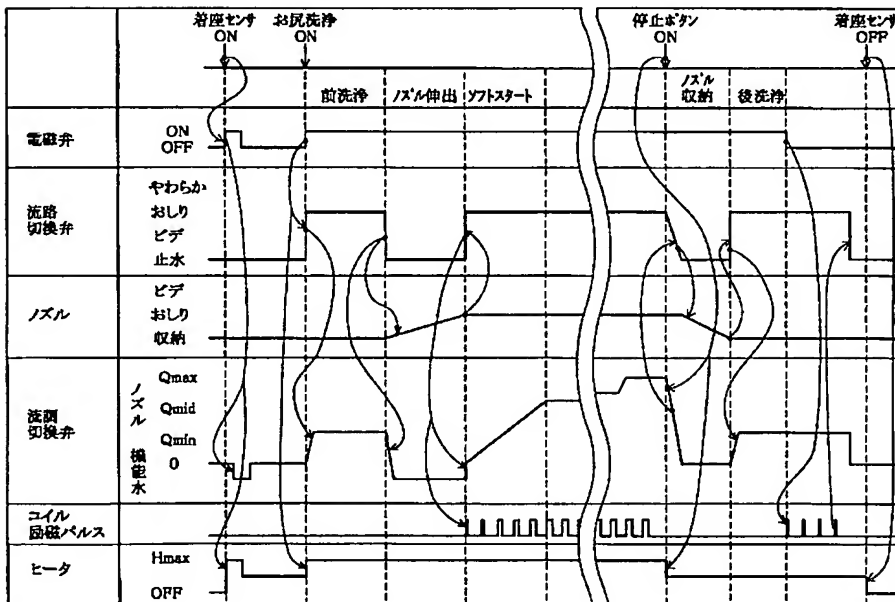 着座センサ
ON
お尻洗浄
ON
停止ボタン
ON
着座センサ
OFF
前洗浄
ノズル伸出
ソフトスタート
ノズル
収納
後洗浄
電磁弁
ON
OFF
流路
切換弁
やわらか
おしり
ビデ
止水
ノズル
ビデ
おしり
収納
流調
切換弁
ノズル
機能水
Qmax
Qmid
Qmin
0
コイル
励磁パルス
ヒータ
Hmax
OFF